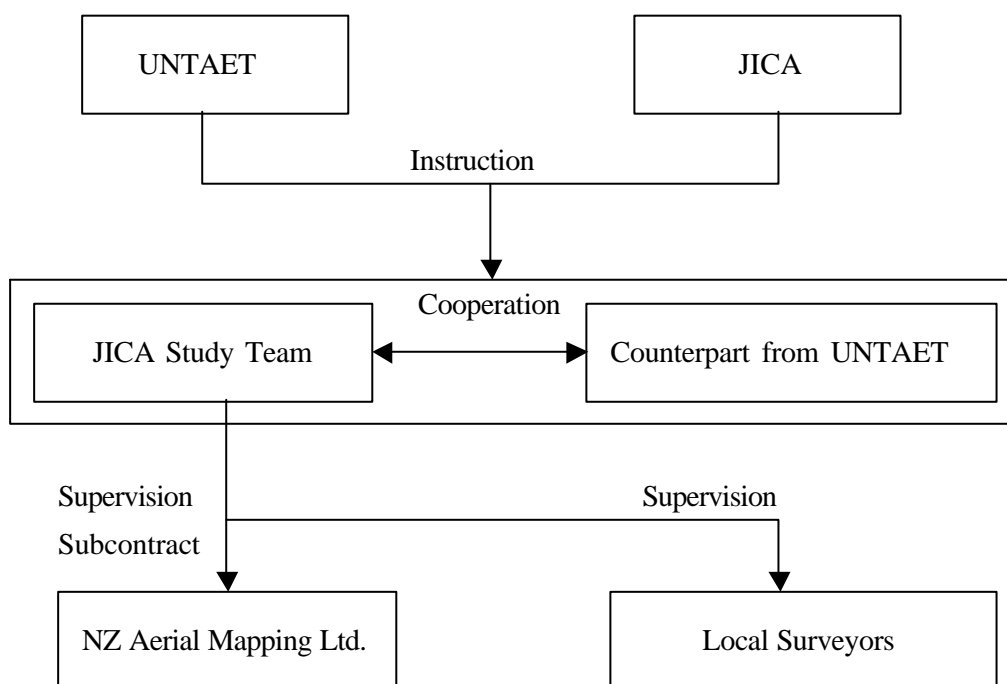 UNTAET
JICA
Instruction
Cooperation
JICA Study Team
Counterpart from UNTAET
Supervision
Subcontract
Supervision
NZ Aerial Mapping Ltd.
Local Surveyors